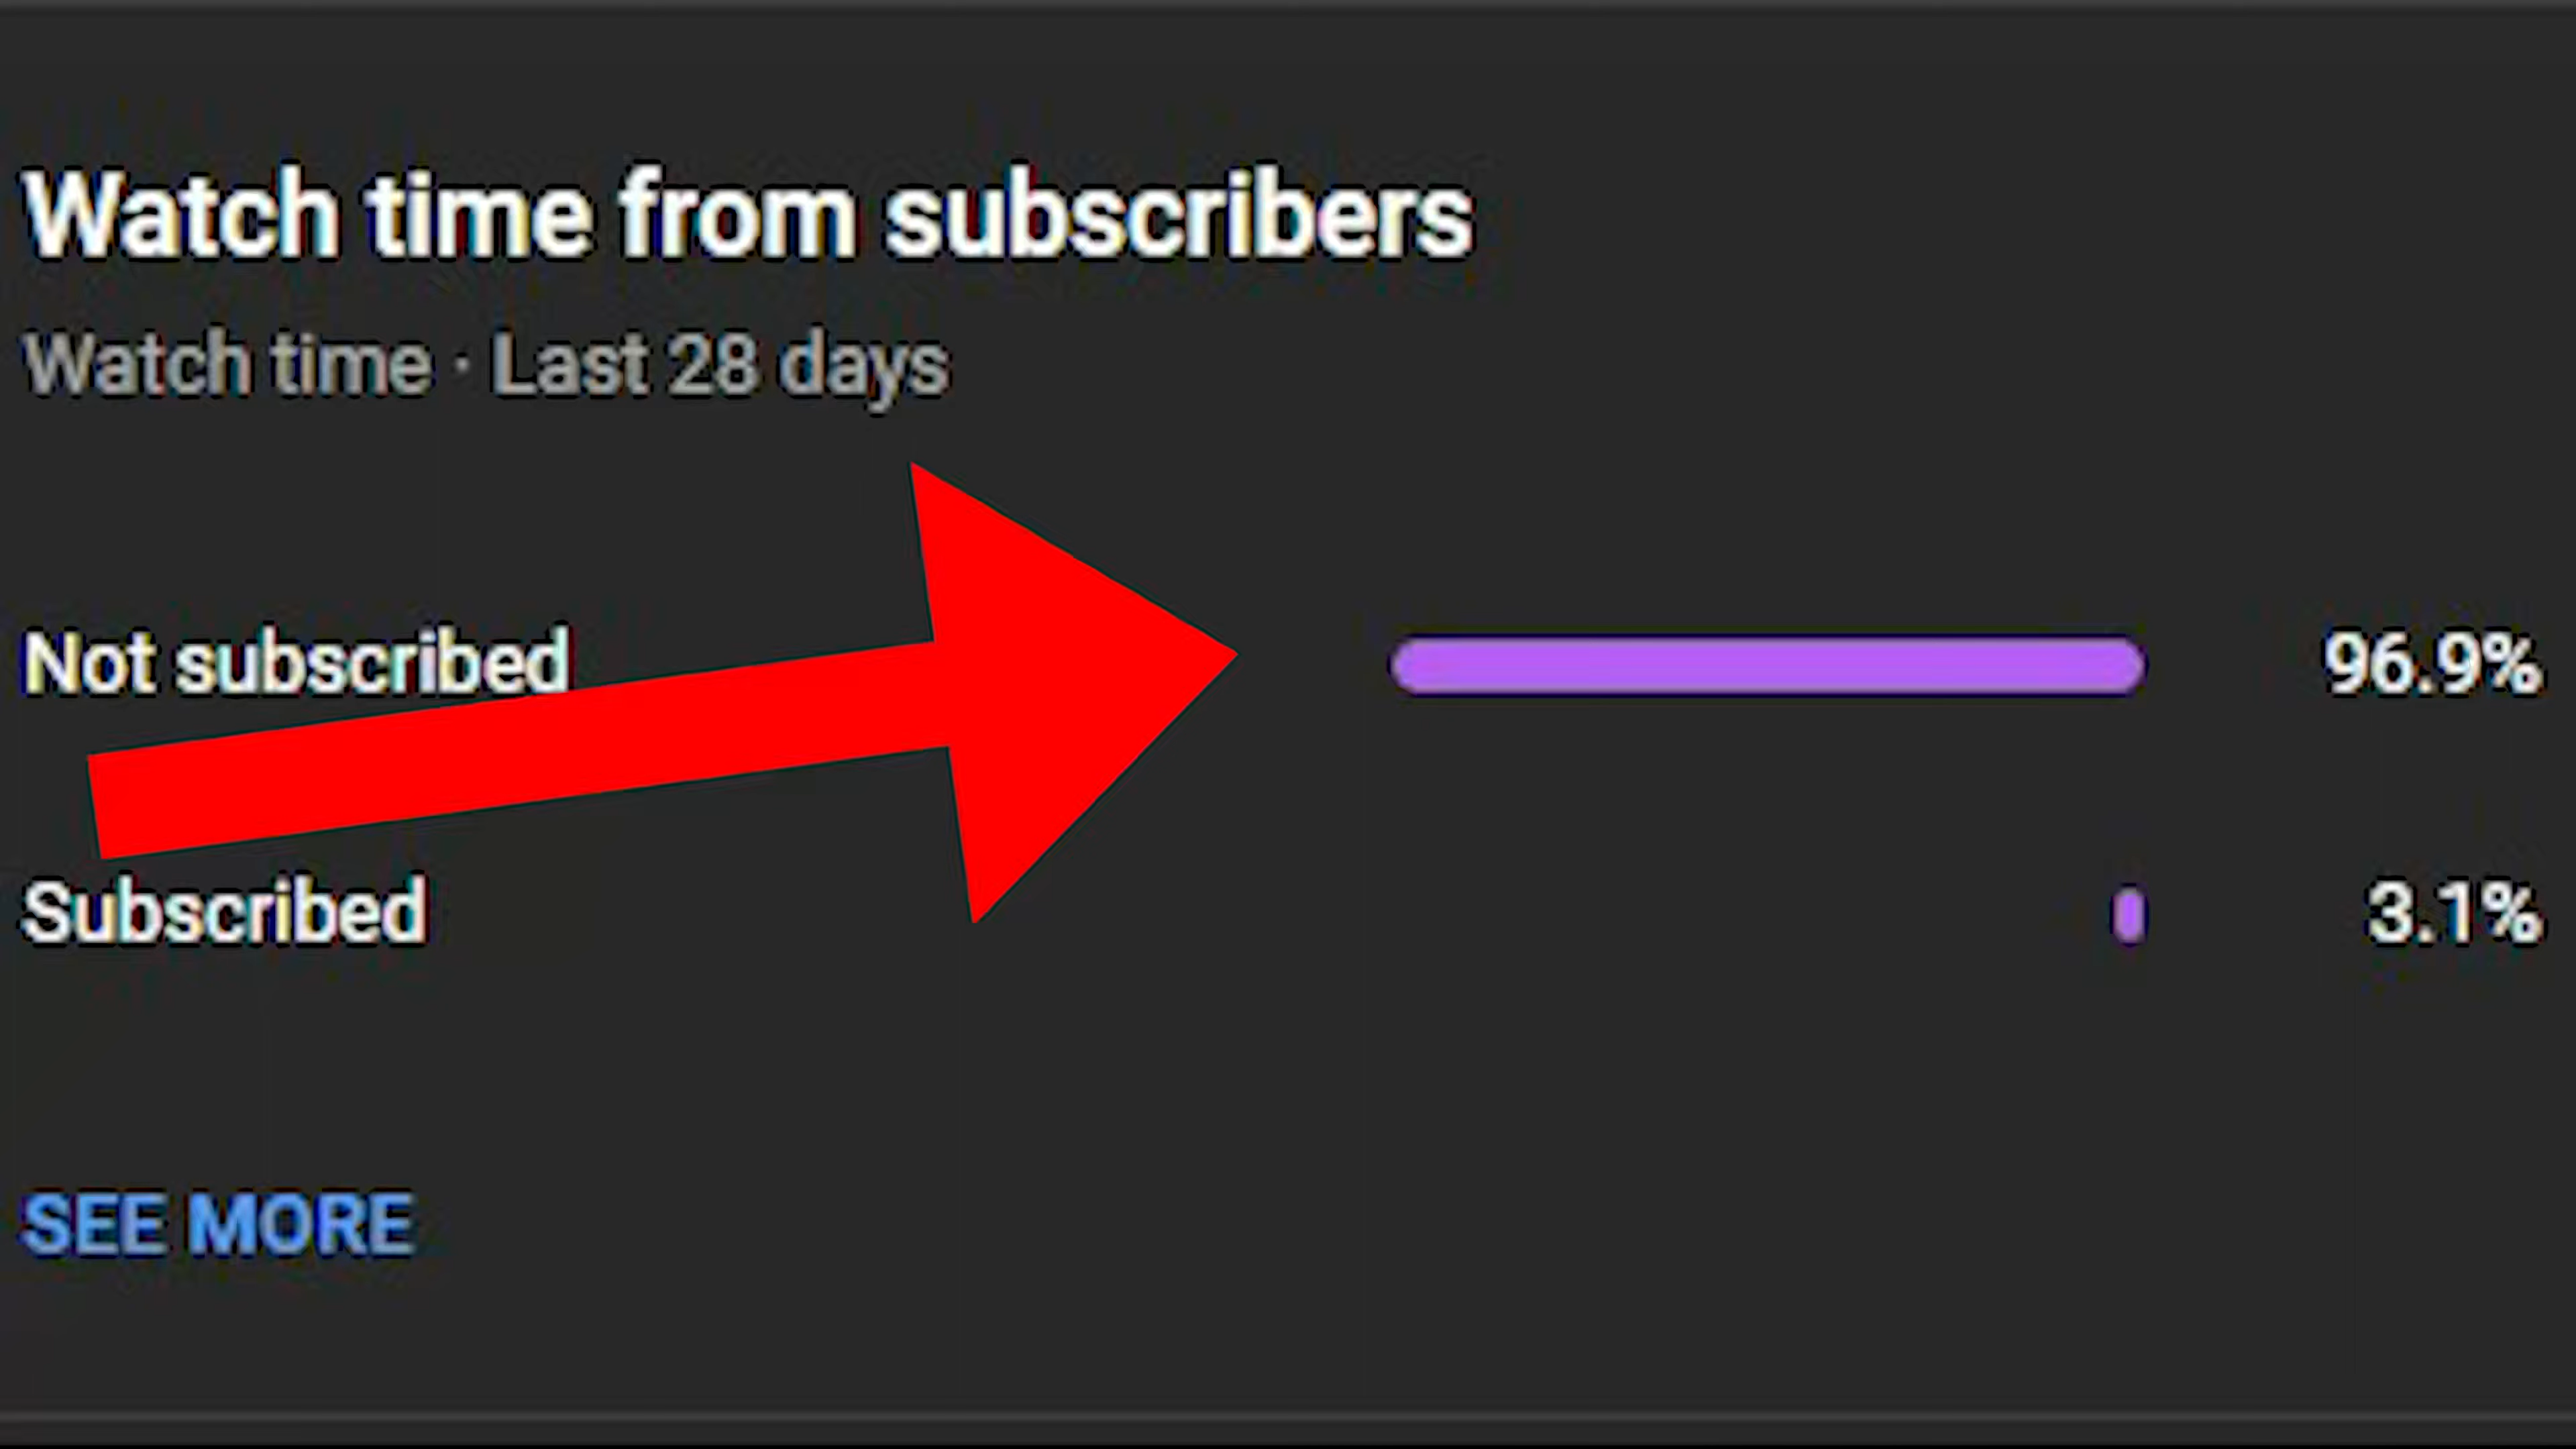 Watch time from subscribers
Watch time · Last 28 days
Not subscribed 96.9%
Subscribed 3.1%
SEE MORE